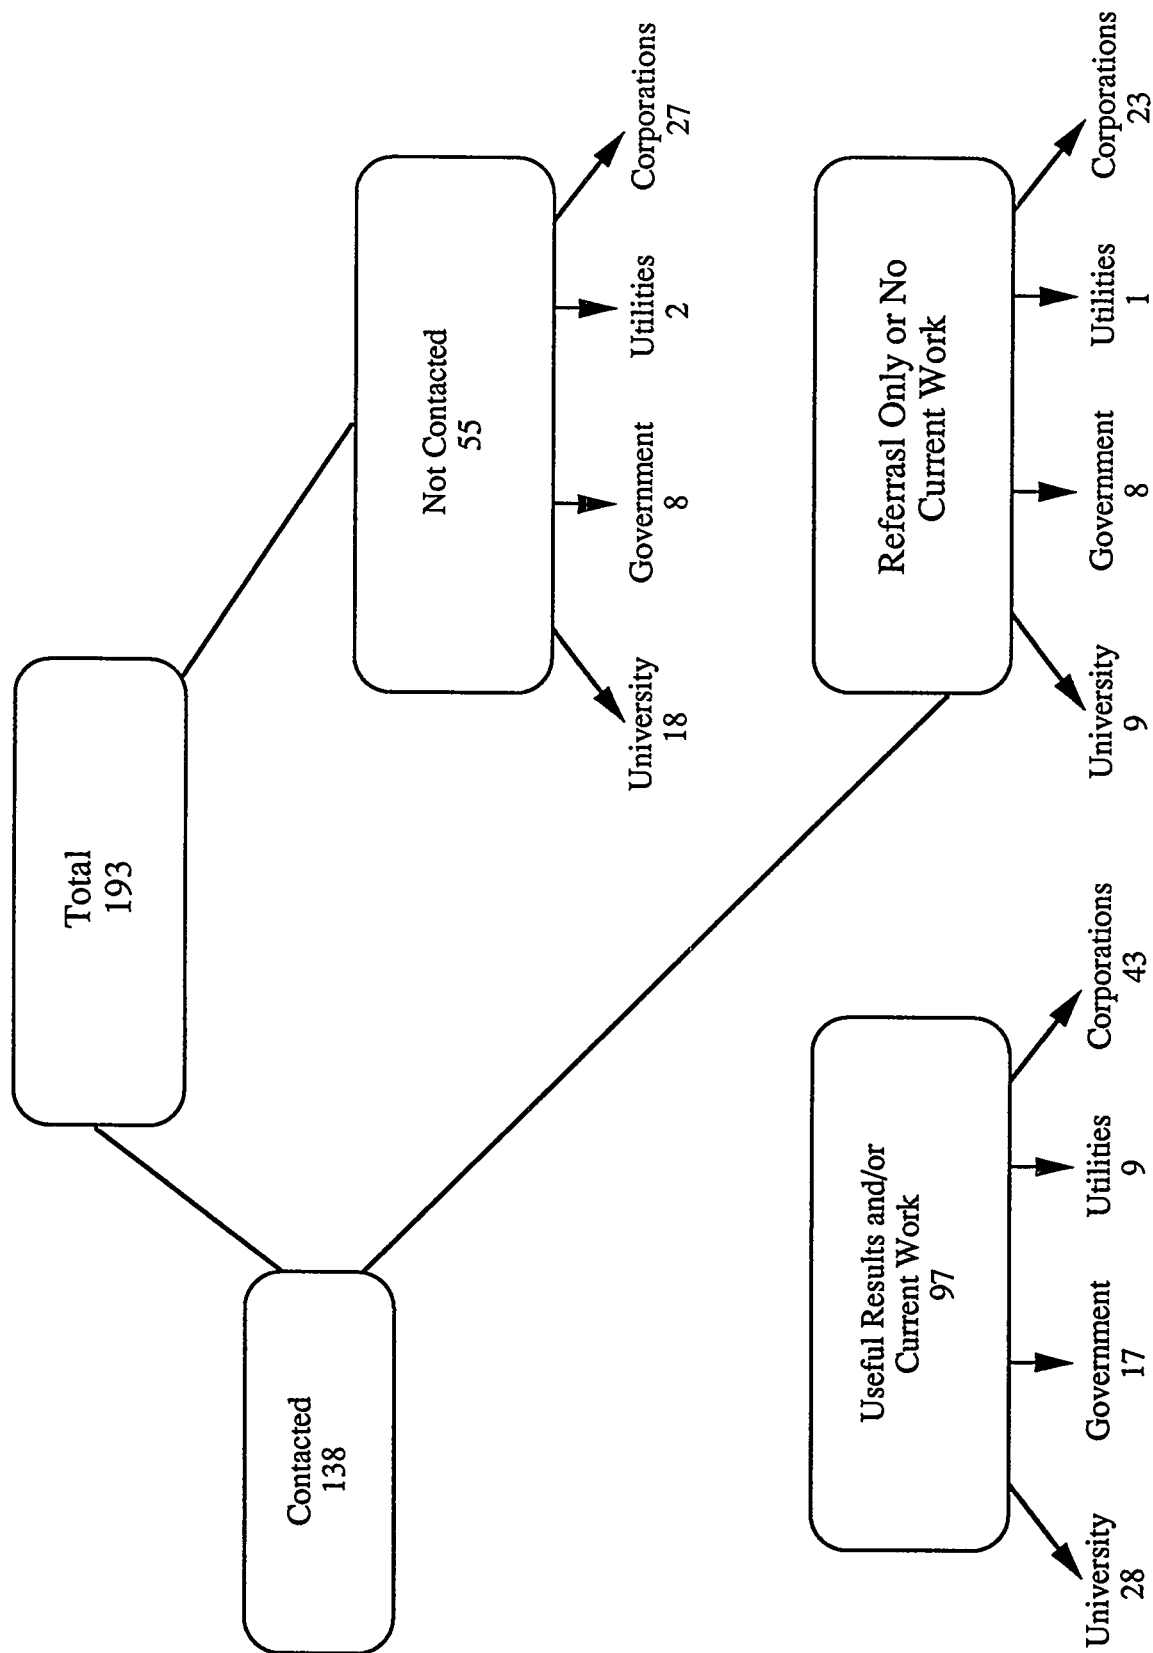 Total
193
Contacted
138
Not Contacted
55
University
18
Government
8
Utilities
2
Corporations
27
Useful Results and/or
Current Work
97
University
28
Government
17
Utilities
9
Corporations
43
Referrasl Only or No
Current Work
University
9
Government
8
Utilities
1
Corporations
23